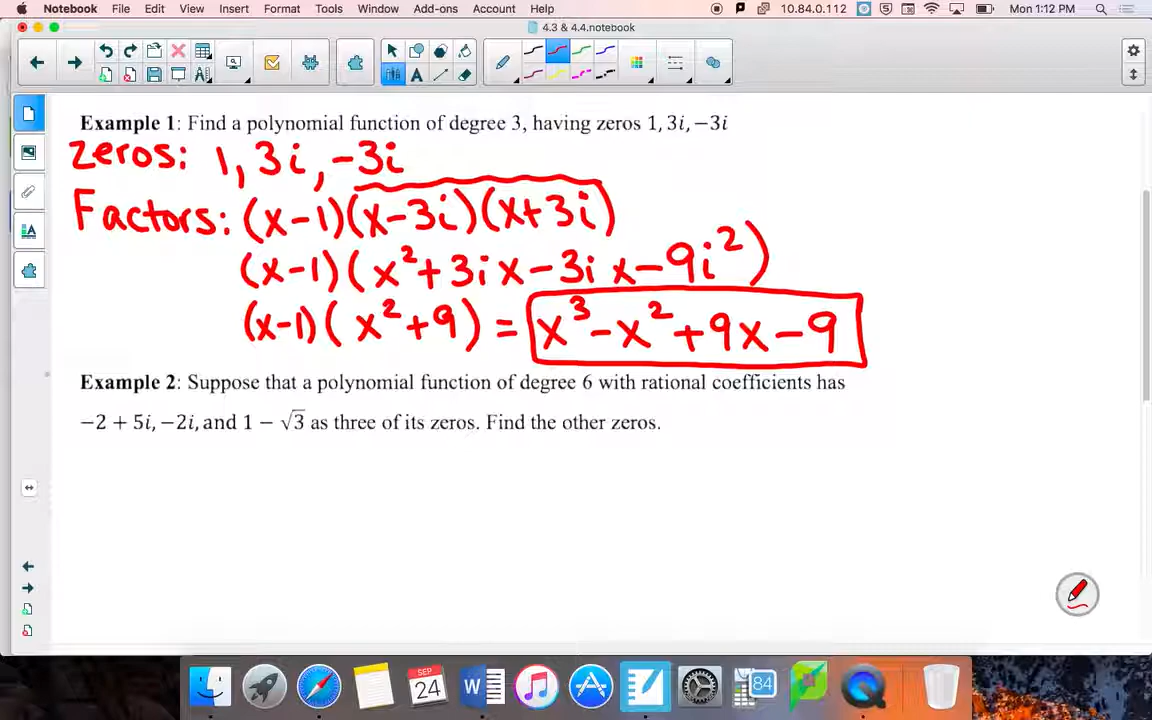 Notebook File Edit View Insert Format Tools Window Add-ons Account Help 10.84.0.112 Mon 1:12 PM
4.3 & 4.4.notebook
Example 1: Find a polynomial function of degree 3, having zeros 1, 3i, −3i
Zeros: 1, 3i, -3i
Factors: (x-1)(x-3i)(x+3i)
(x-1)(x²+3ix-3ix-9i²)
(x-1)(x²+9) = x³-x²+9x-9
Example 2: Suppose that a polynomial function of degree 6 with rational coefficients has
−2 + 5i, −2i, and 1 − √3 as three of its zeros. Find the other zeros.
SEP
24
W
84